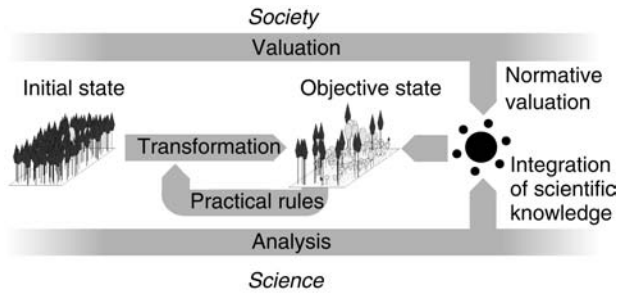 Society
Valuation
Initial state
Objective state
Normative
valuation
Transformation
Integration
of scientific
knowledge
Practical rules
Analysis
Science